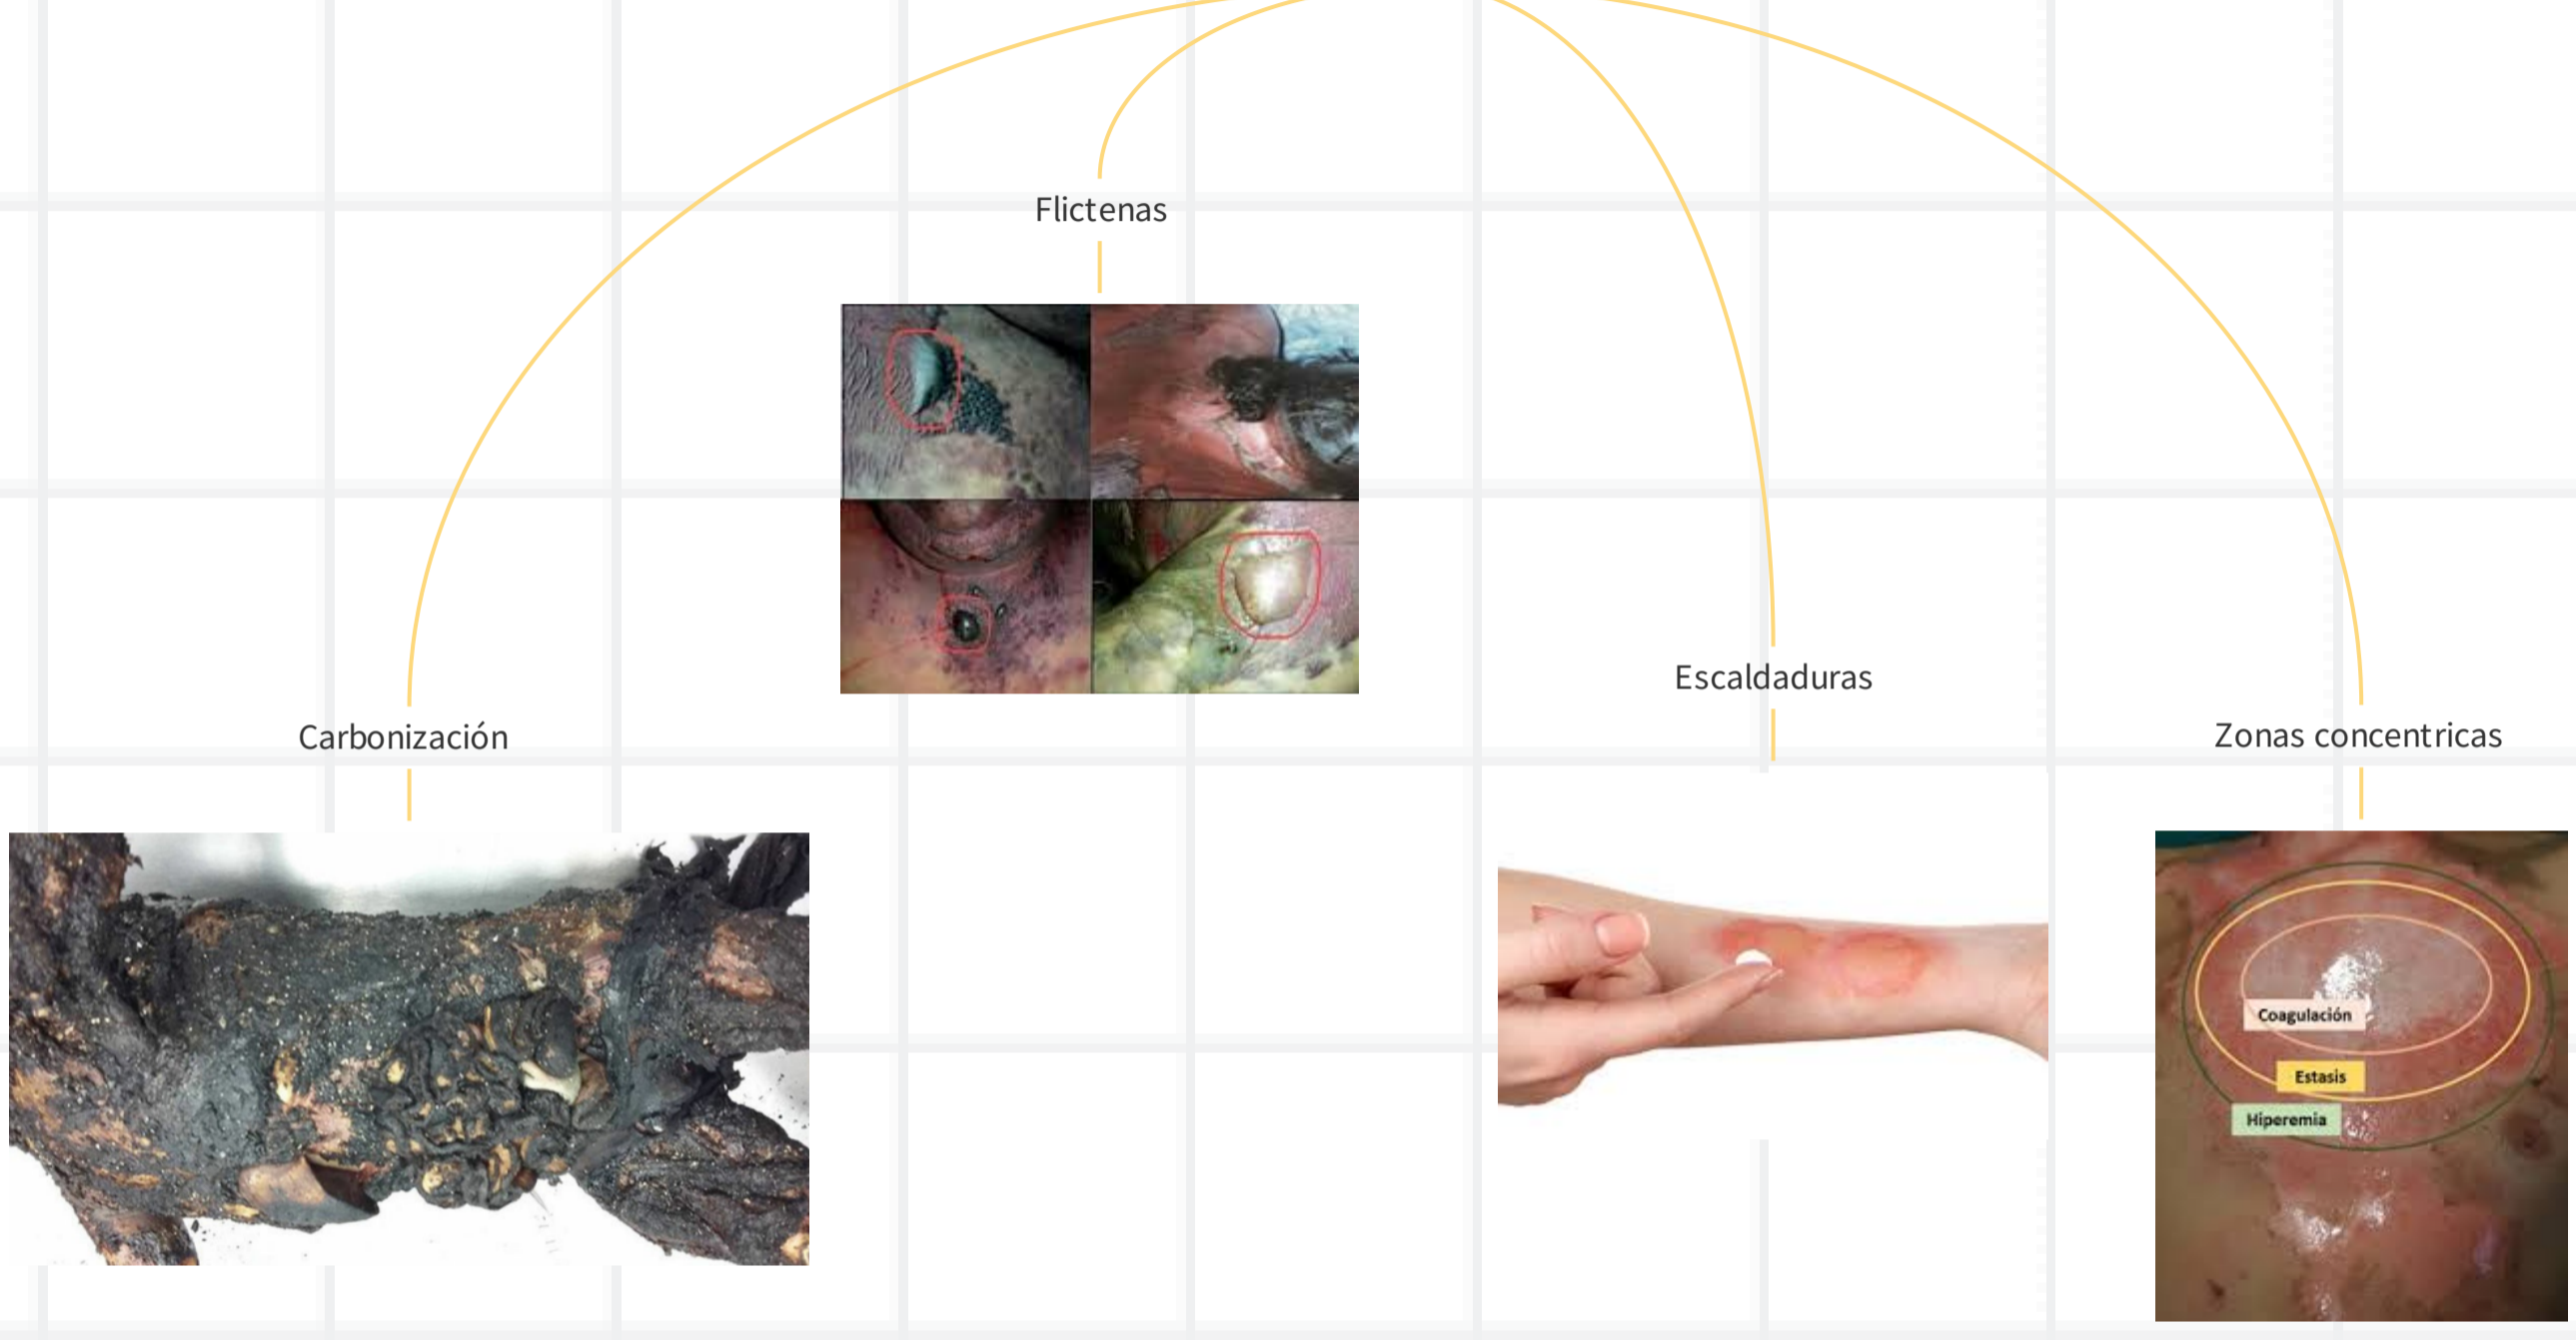 Flictenas
Escaldaduras
Carbonización
Zonas concentricas
Coagulación
Estasis
Hiperemia